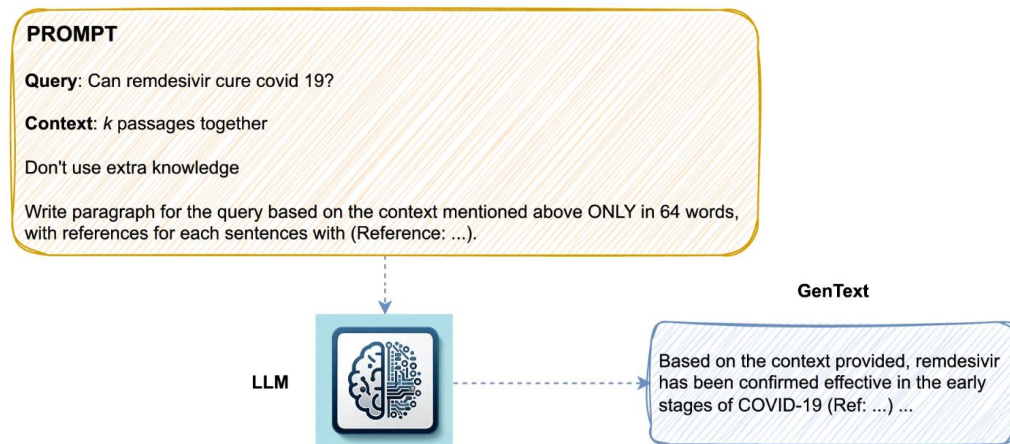 PROMPT
Query: Can remdesivir cure covid 19?
Context: k passages together
Don't use extra knowledge
Write paragraph for the query based on the context mentioned above ONLY in 64 words,
with references for each sentences with (Reference: ...).
GenText
LLM
Based on the context provided, remdesivir
has been confirmed effective in the early
stages of COVID-19 (Ref: ...) ...